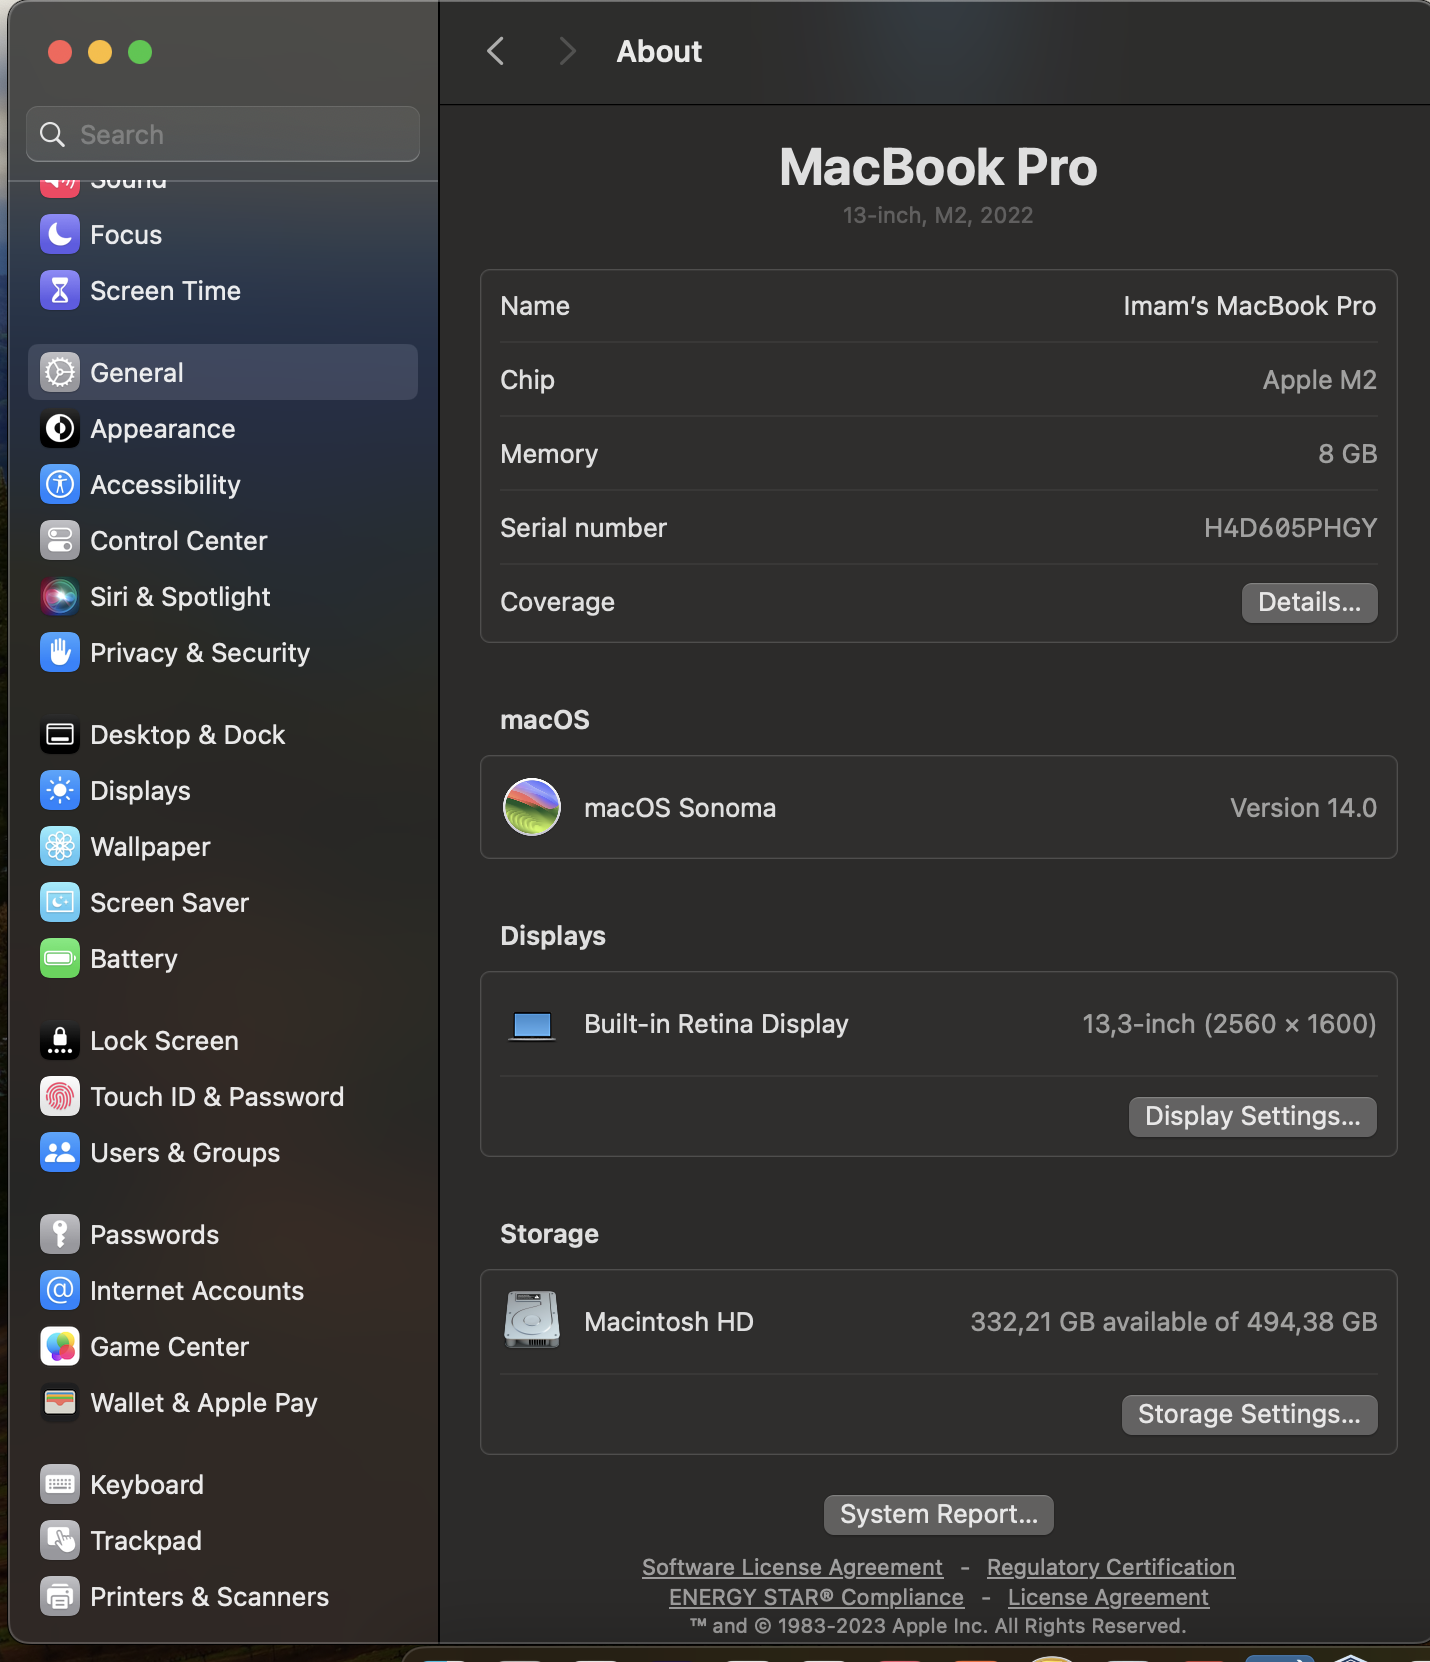 Search
Sound
Focus
Screen Time
General
Appearance
Accessibility
Control Center
Siri & Spotlight
Privacy & Security
Desktop & Dock
Displays
Wallpaper
Screen Saver
Battery
Lock Screen
Touch ID & Password
Users & Groups
Passwords
Internet Accounts
Game Center
Wallet & Apple Pay
Keyboard
Trackpad
Printers & Scanners
About
MacBook Pro
13-inch, M2, 2022
Name Imam’s MacBook Pro
Chip Apple M2
Memory 8 GB
Serial number H4D605PHGY
Coverage Details...
macOS
macOS Sonoma Version 14.0
Displays
Built-in Retina Display 13,3-inch (2560 × 1600)
Display Settings...
Storage
Macintosh HD 332,21 GB available of 494,38 GB
Storage Settings...
System Report...
Software License Agreement - Regulatory Certification
ENERGY STAR® Compliance - License Agreement
™ and © 1983-2023 Apple Inc. All Rights Reserved.